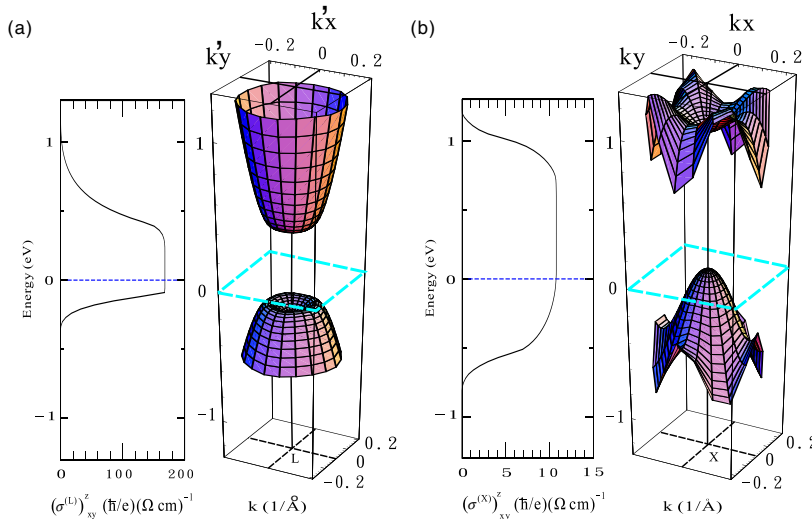 (a)
k'y
k'x
−0.2
0
0.2
1
0
−1
Energy (eV)
1
0
−1
0
100
200
(σ^(L))^z_xy (ħ/e)(Ω cm)^−1
L
0.2
0
−0.2
k (1/Å)
(b)
ky
kx
−0.2
0
0.2
1
0
−1
Energy (eV)
1
0
−1
0
5
10
15
(σ^(X))^z_xy (ħ/e)(Ω cm)^−1
X
0.2
0
−0.2
k (1/Å)